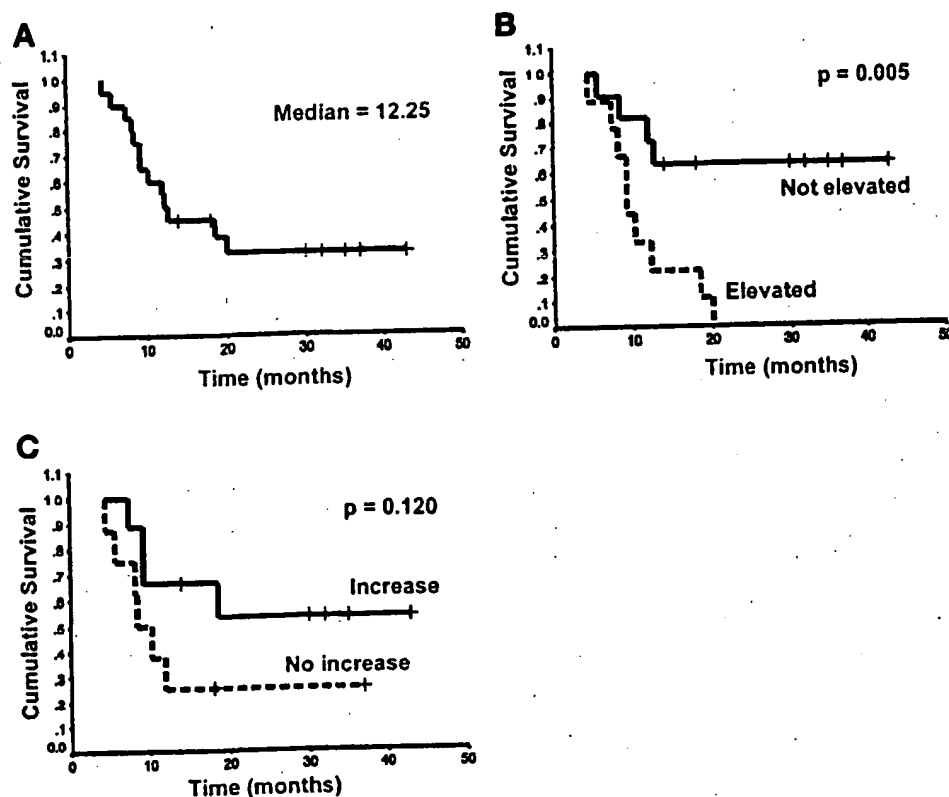 A
Cumulative Survival
1.1
1.0
.9
.8
.7
.6
.5
.4
.3
.2
.1
0.0
Median = 12.25
0 10 20 30 40 50
Time (months)
B
Cumulative Survival
1.1
1.0
.9
.8
.7
.6
.5
.4
.3
.2
.1
0.0
p = 0.005
Not elevated
Elevated
0 10 20 30 40 50
Time (months)
C
Cumulative Survival
1.1
1.0
.9
.8
.7
.6
.5
.4
.3
.2
.1
0.0
p = 0.120
Increase
No increase
0 10 20 30 40 50
Time (months)